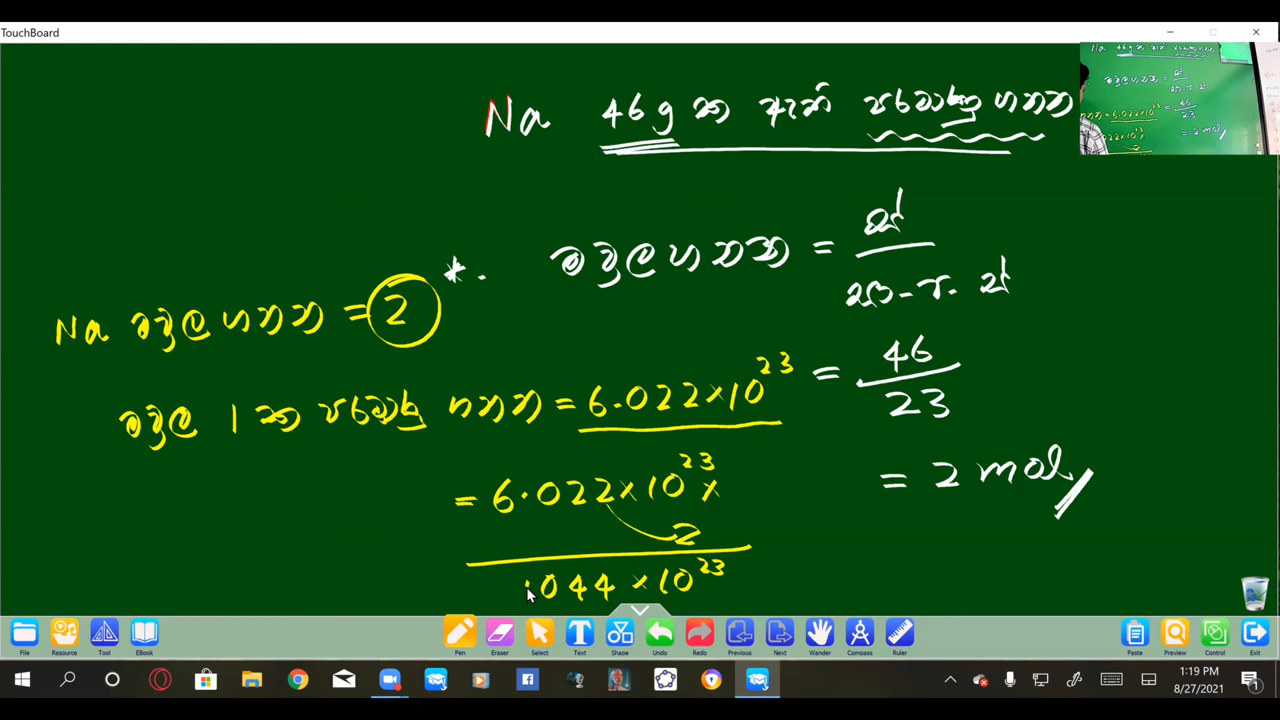 TouchBoard
Na 46g ක ඇති පරමාණු ගනන
* . මවුල ගනන = ස්
සා-ර. ස්
Na මවුල ගනන = 2
= 46
23
මවුල 1 ක පරමාණු ගනන = 6.022×10²³
= 2 mol
= 6.022×10²³ ×
2
.044 × 10²³
File Resource Tool EBook Pen Eraser Select Text Shape Undo Redo Previous Next Wander Compass Ruler Paste Preview Control Exit
1:19 PM
8/27/2021